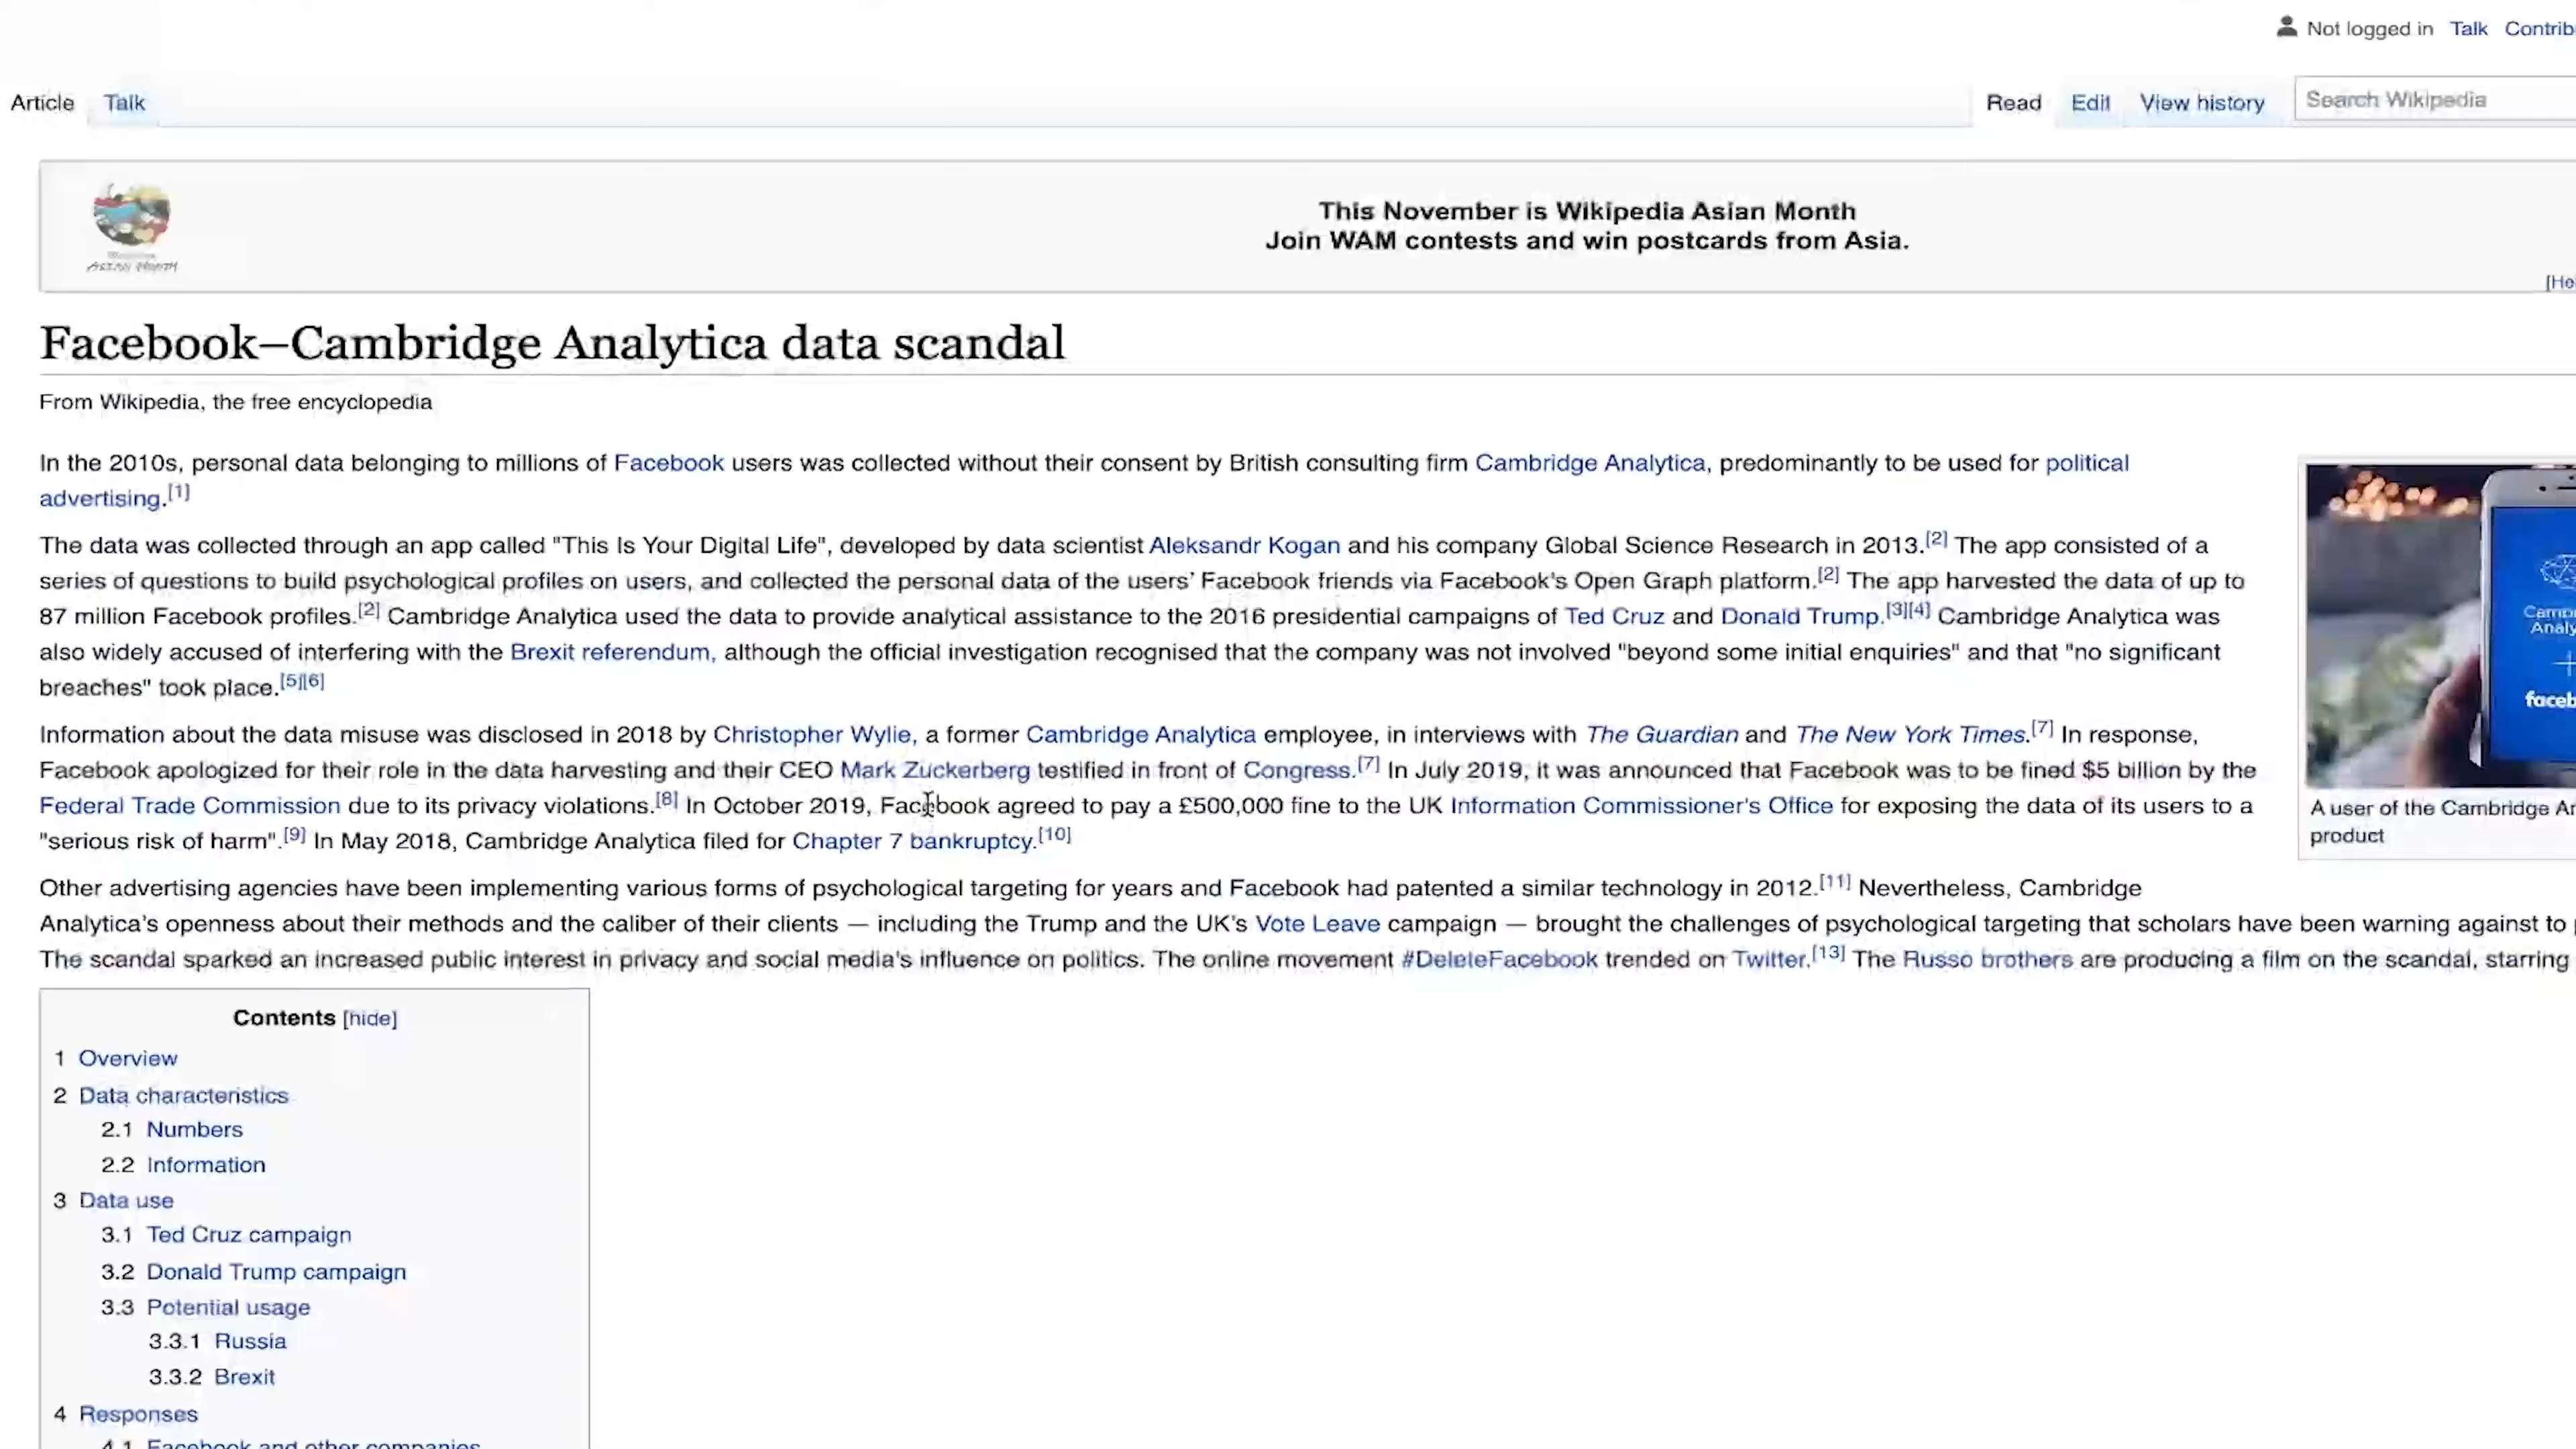 Not logged in Talk Contrib
Article Talk Read Edit View history Search Wikipedia
This November is Wikipedia Asian Month
Join WAM contests and win postcards from Asia.
ASIAN MONTH
[He
Facebook–Cambridge Analytica data scandal
From Wikipedia, the free encyclopedia
In the 2010s, personal data belonging to millions of Facebook users was collected without their consent by British consulting firm Cambridge Analytica, predominantly to be used for political
advertising.[1]
The data was collected through an app called "This Is Your Digital Life", developed by data scientist Aleksandr Kogan and his company Global Science Research in 2013.[2] The app consisted of a
series of questions to build psychological profiles on users, and collected the personal data of the users' Facebook friends via Facebook's Open Graph platform.[2] The app harvested the data of up to
87 million Facebook profiles.[2] Cambridge Analytica used the data to provide analytical assistance to the 2016 presidential campaigns of Ted Cruz and Donald Trump.[3][4] Cambridge Analytica was
also widely accused of interfering with the Brexit referendum, although the official investigation recognised that the company was not involved "beyond some initial enquiries" and that "no significant
breaches" took place.[5][6]
Information about the data misuse was disclosed in 2018 by Christopher Wylie, a former Cambridge Analytica employee, in interviews with The Guardian and The New York Times.[7] In response,
Facebook apologized for their role in the data harvesting and their CEO Mark Zuckerberg testified in front of Congress.[7] In July 2019, it was announced that Facebook was to be fined $5 billion by the
Federal Trade Commission due to its privacy violations.[8] In October 2019, Facebook agreed to pay a £500,000 fine to the UK Information Commissioner's Office for exposing the data of its users to a
"serious risk of harm".[9] In May 2018, Cambridge Analytica filed for Chapter 7 bankruptcy.[10]
Other advertising agencies have been implementing various forms of psychological targeting for years and Facebook had patented a similar technology in 2012.[11] Nevertheless, Cambridge
Analytica's openness about their methods and the caliber of their clients — including the Trump and the UK's Vote Leave campaign — brought the challenges of psychological targeting that scholars have been warning against to
The scandal sparked an increased public interest in privacy and social media's influence on politics. The online movement #DeleteFacebook trended on Twitter.[13] The Russo brothers are producing a film on the scandal, starring
Camb
Analy
faceb
A user of the Cambridge An
product
Contents [hide]
1 Overview
2 Data characteristics
2.1 Numbers
2.2 Information
3 Data use
3.1 Ted Cruz campaign
3.2 Donald Trump campaign
3.3 Potential usage
3.3.1 Russia
3.3.2 Brexit
4 Responses
4.1 Facebook and other companies